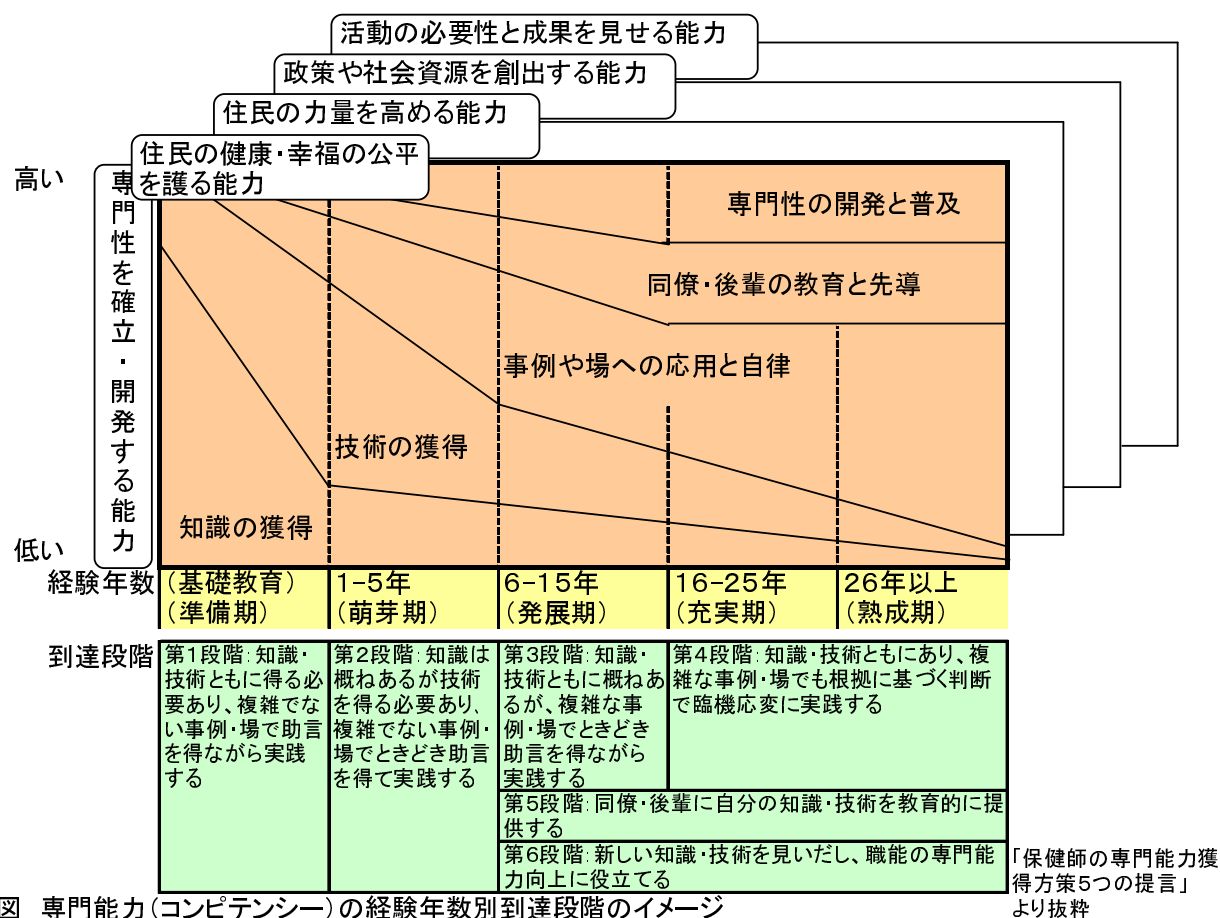 活動の必要性と成果を見せる能力
政策や社会資源を創出する能力
住民の力量を高める能力
住民の健康・幸福の公平
を護る能力
高い
専門性を確立・開発する能力
低い
専門性の開発と普及
同僚・後輩の教育と先導
事例や場への応用と自律
技術の獲得
知識の獲得
経験年数
(基礎教育)
(準備期)
1-5年
(萌芽期)
6-15年
(発展期)
16-25年
(充実期)
26年以上
(熟成期)
到達段階
第1段階:知識・
技術ともに得る必
要あり、複雑でな
い事例・場で助言
を得ながら実践
する
第2段階:知識は
概ねあるが技術
を得る必要あり、
複雑でない事例・
場でときどき助言
を得て実践する
第3段階:知識・
技術ともに概ねあ
るが、複雑な事
例・場でときどき
助言を得ながら
実践する
第4段階:知識・技術ともにあり、複
雑な事例・場でも根拠に基づく判断
で臨機応変に実践する
第5段階:同僚・後輩に自分の知識・技術を教育的に提
供する
第6段階:新しい知識・技術を見いだし、職能の専門能
力向上に役立てる
「保健師の専門能力獲
得方策5つの提言」
より抜粋
図 専門能力(コンピテンシー)の経験年数別到達段階のイメージ